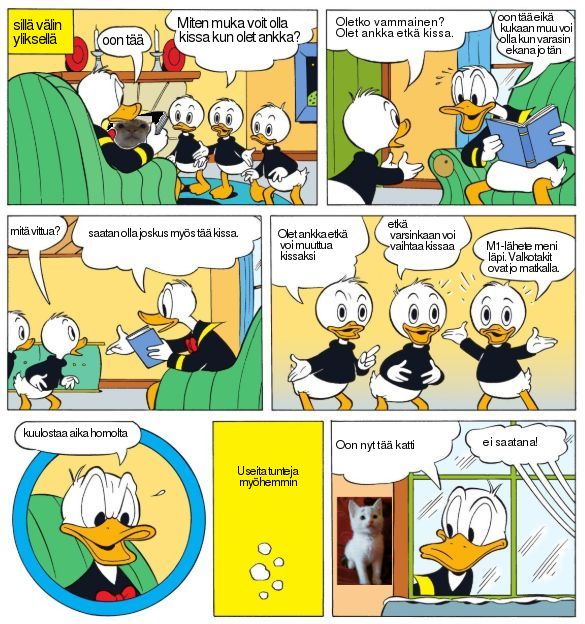 sillä välin
yliksellä
oon tää
Miten muka voit olla
kissa kun olet ankka?
Oletko vammainen?
Olet ankka etkä kissa.
oon tää eikä
kukaan muu voi
olla kun varasin
ekana jo tän
mitä vittua?
saatan olla joskus myös tää kissa.
Olet ankka etkä
voi muuttua
kissaksi
etkä
varsinkaan voi
vaihtaa kissaa
M1-lähete meni
läpi. Valkotakit
ovat jo matkalla.
kuulostaa aika homolta
Useita tunteja
myöhemmin
Oon nyt tää katti
ei saatana!